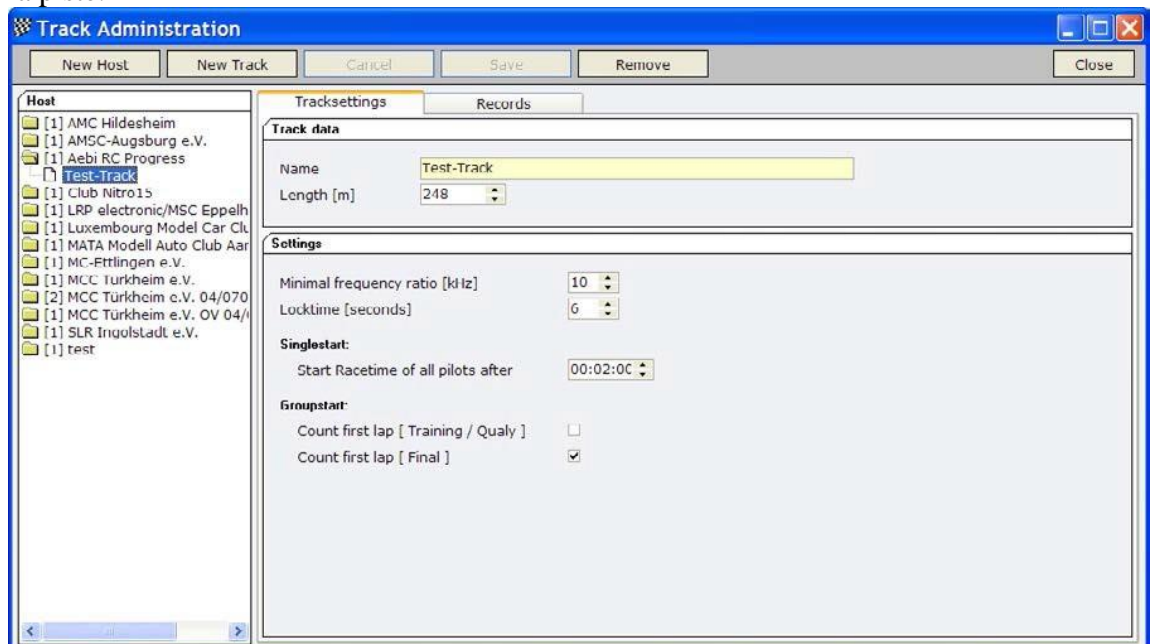 Track Administration
New Host New Track Cancel Save Remove Close
Host
[1] AMC Hildesheim
[1] AMSC-Augsburg e.V.
[1] Aebi RC Progress
Test-Track
[1] Club Nitro15
[1] LRP electronic/MSC Eppelh
[1] Luxembourg Model Car Clu
[1] MATA Modell Auto Club Aar
[1] MC-Ettlingen e.V.
[1] MCC Türkheim e.V.
[2] MCC Türkheim e.V. 04/070
[1] MCC Türkheim e.V. OV 04/
[1] SLR Ingolstadt e.V.
[1] test
Tracksettings Records
Track data
Name Test-Track
Length [m] 248
Settings
Minimal frequency ratio [kHz] 10
Locktime [seconds] 6
Singlestart:
Start Racetime of all pilots after 00:02:00
Groupstart:
Count first lap [ Training / Qualy ]
Count first lap [ Final ]